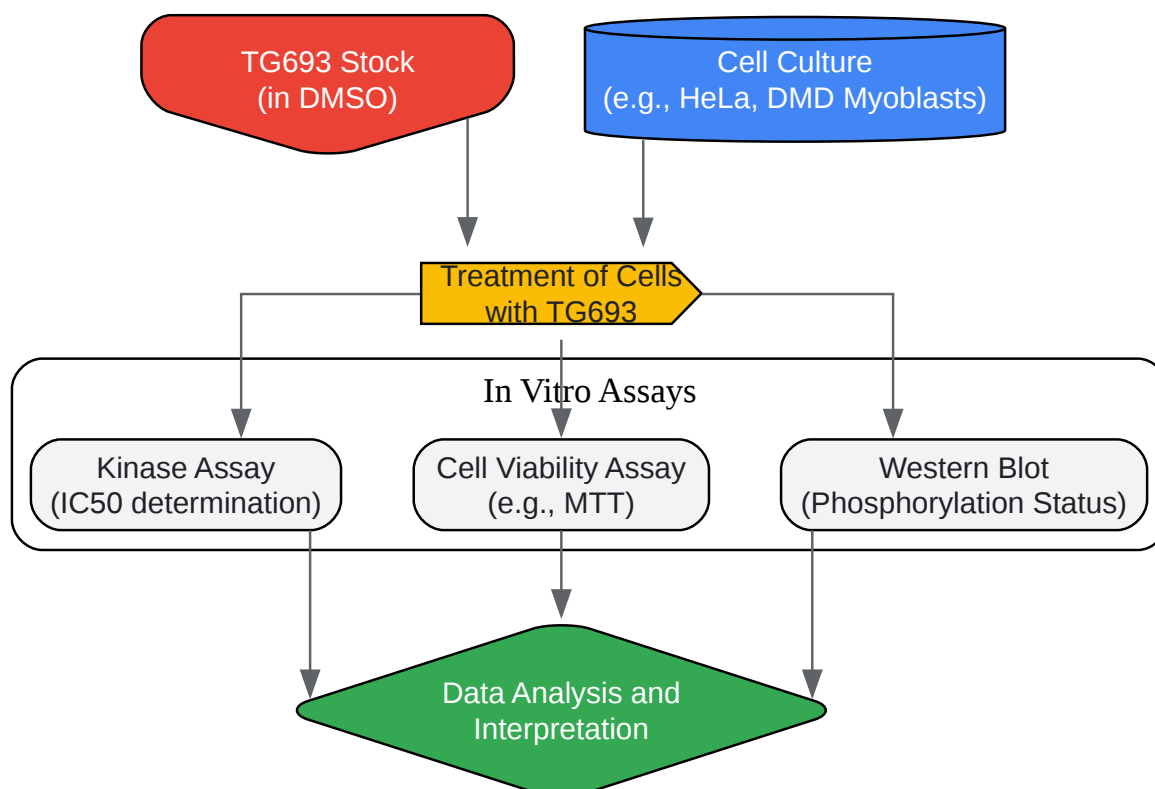 TG693 Stock
(in DMSO)
Cell Culture
(e.g., HeLa, DMD Myoblasts)
Treatment of Cells
with TG693
In Vitro Assays
Kinase Assay
(IC50 determination)
Cell Viability Assay
(e.g., MTT)
Western Blot
(Phosphorylation Status)
Data Analysis and
Interpretation